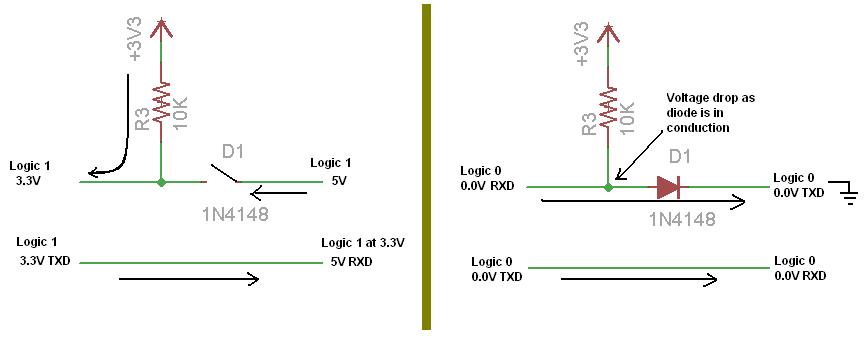 +3V3
R3
10K
D1
Logic 1
3.3V
Logic 1
5V
1N4148
Logic 1
3.3V TXD
Logic 1 at 3.3V
5V RXD
+3V3
R3
10K
Voltage drop as
diode is in
conduction
D1
Logic 0
0.0V RXD
Logic 0
0.0V TXD
1N4148
Logic 0
0.0V TXD
Logic 0
0.0V RXD